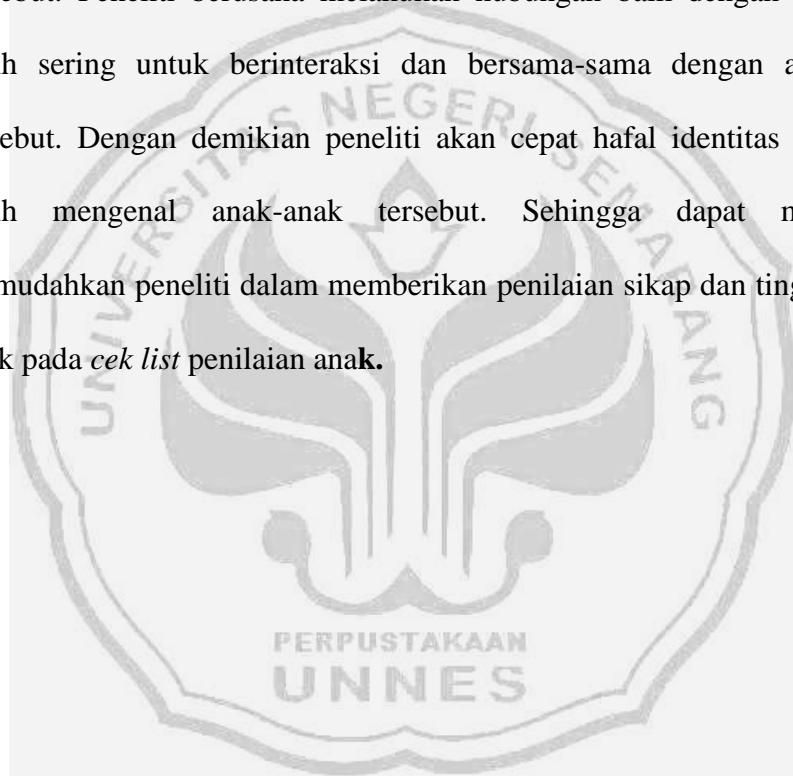 ebut. Peneliti berusaha melakukan hubungan baik dengan
h sering untuk berinteraksi dan bersama-sama dengan a
ebut. Dengan demikian peneliti akan cepat hafal identitas
h mengenal anak-anak tersebut. Sehingga dapat m
mudahkan peneliti dalam memberikan penilaian sikap dan ting
k pada cek list penilaian anak.
UNIVERSITAS NEGERI SEMARANG
PERPUSTAKAAN
UNNES